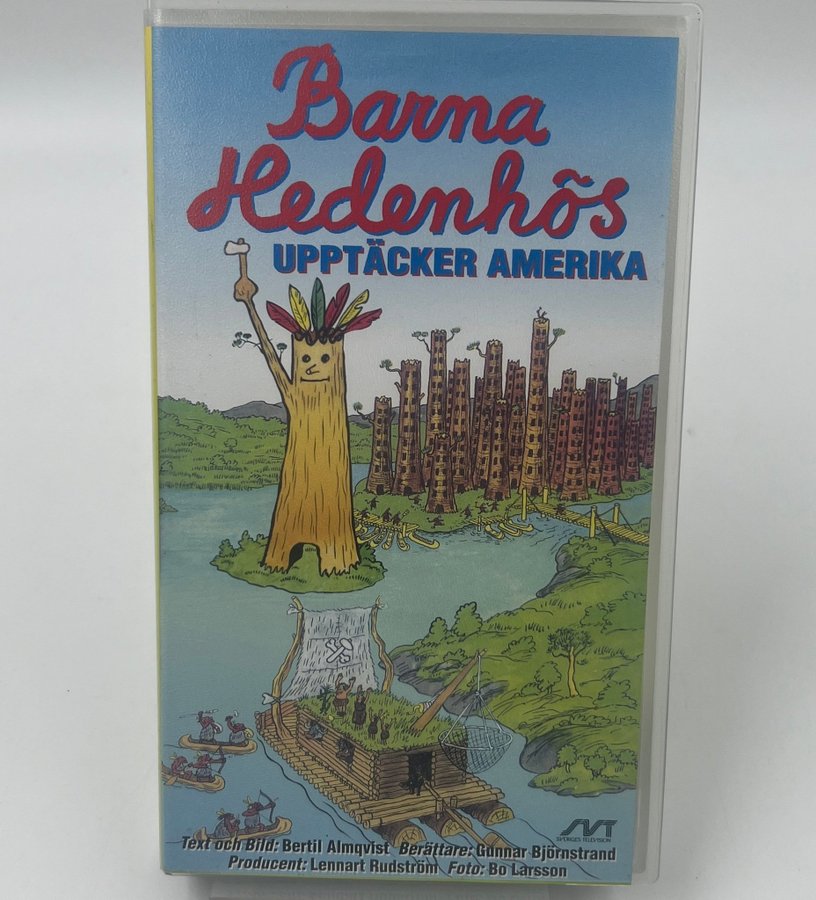 Barna
Hedenhös
UPPTÄCKER AMERIKA
SVT
SVERIGES TELEVISION
Text och Bild: Bertil Almqvist Berättare: Gunnar Björnstrand
Producent: Lennart Rudström Foto: Bo Larsson